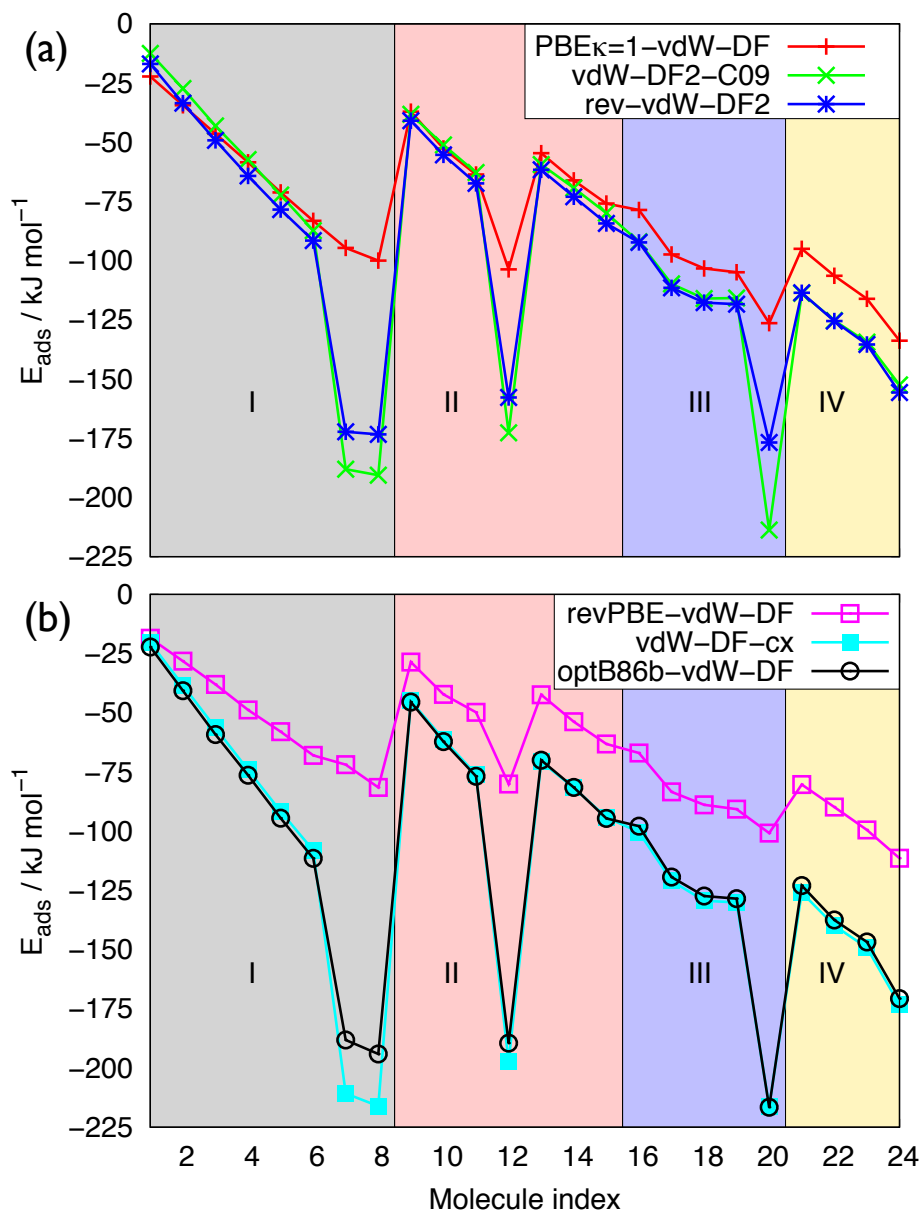 (a)
PBEκ=1−vdW−DF
vdW−DF2−C09
rev−vdW−DF2
0
−25
−50
−75
−100
−125
−150
−175
−200
−225
E_ads / kJ mol⁻¹
I
II
III
IV
(b)
revPBE−vdW−DF
vdW−DF−cx
optB86b−vdW−DF
0
−25
−50
−75
−100
−125
−150
−175
−200
−225
E_ads / kJ mol⁻¹
I
II
III
IV
2 4 6 8 10 12 14 16 18 20 22 24
Molecule index